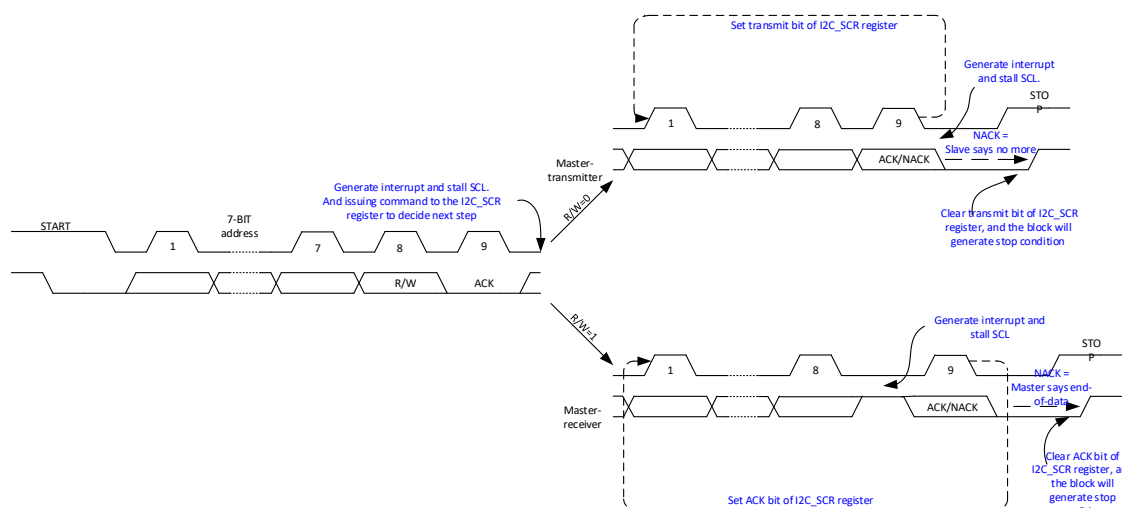 Set transmit bit of I2C_SCR register
Generate interrupt
and stall SCL.
STO
P
1
8
9
NACK =
Slave says no more
ACK/NACK
Master-
transmitter
R/W=0
Clear transmit bit of I2C_SCR
register, and the block will
generate stop condition
Generate interrupt and stall SCL.
And issuing command to the I2C_SCR
register to decide next step
START
7-BIT
address
1
7
8
9
R/W
ACK
R/W=1
Generate interrupt and
stall SCL
STO
P
1
8
9
NACK =
Master says end-
of-data
ACK/NACK
Master-
receiver
Clear ACK bit of
I2C_SCR register, an
the block will
generate stop
Set ACK bit of I2C_SCR register